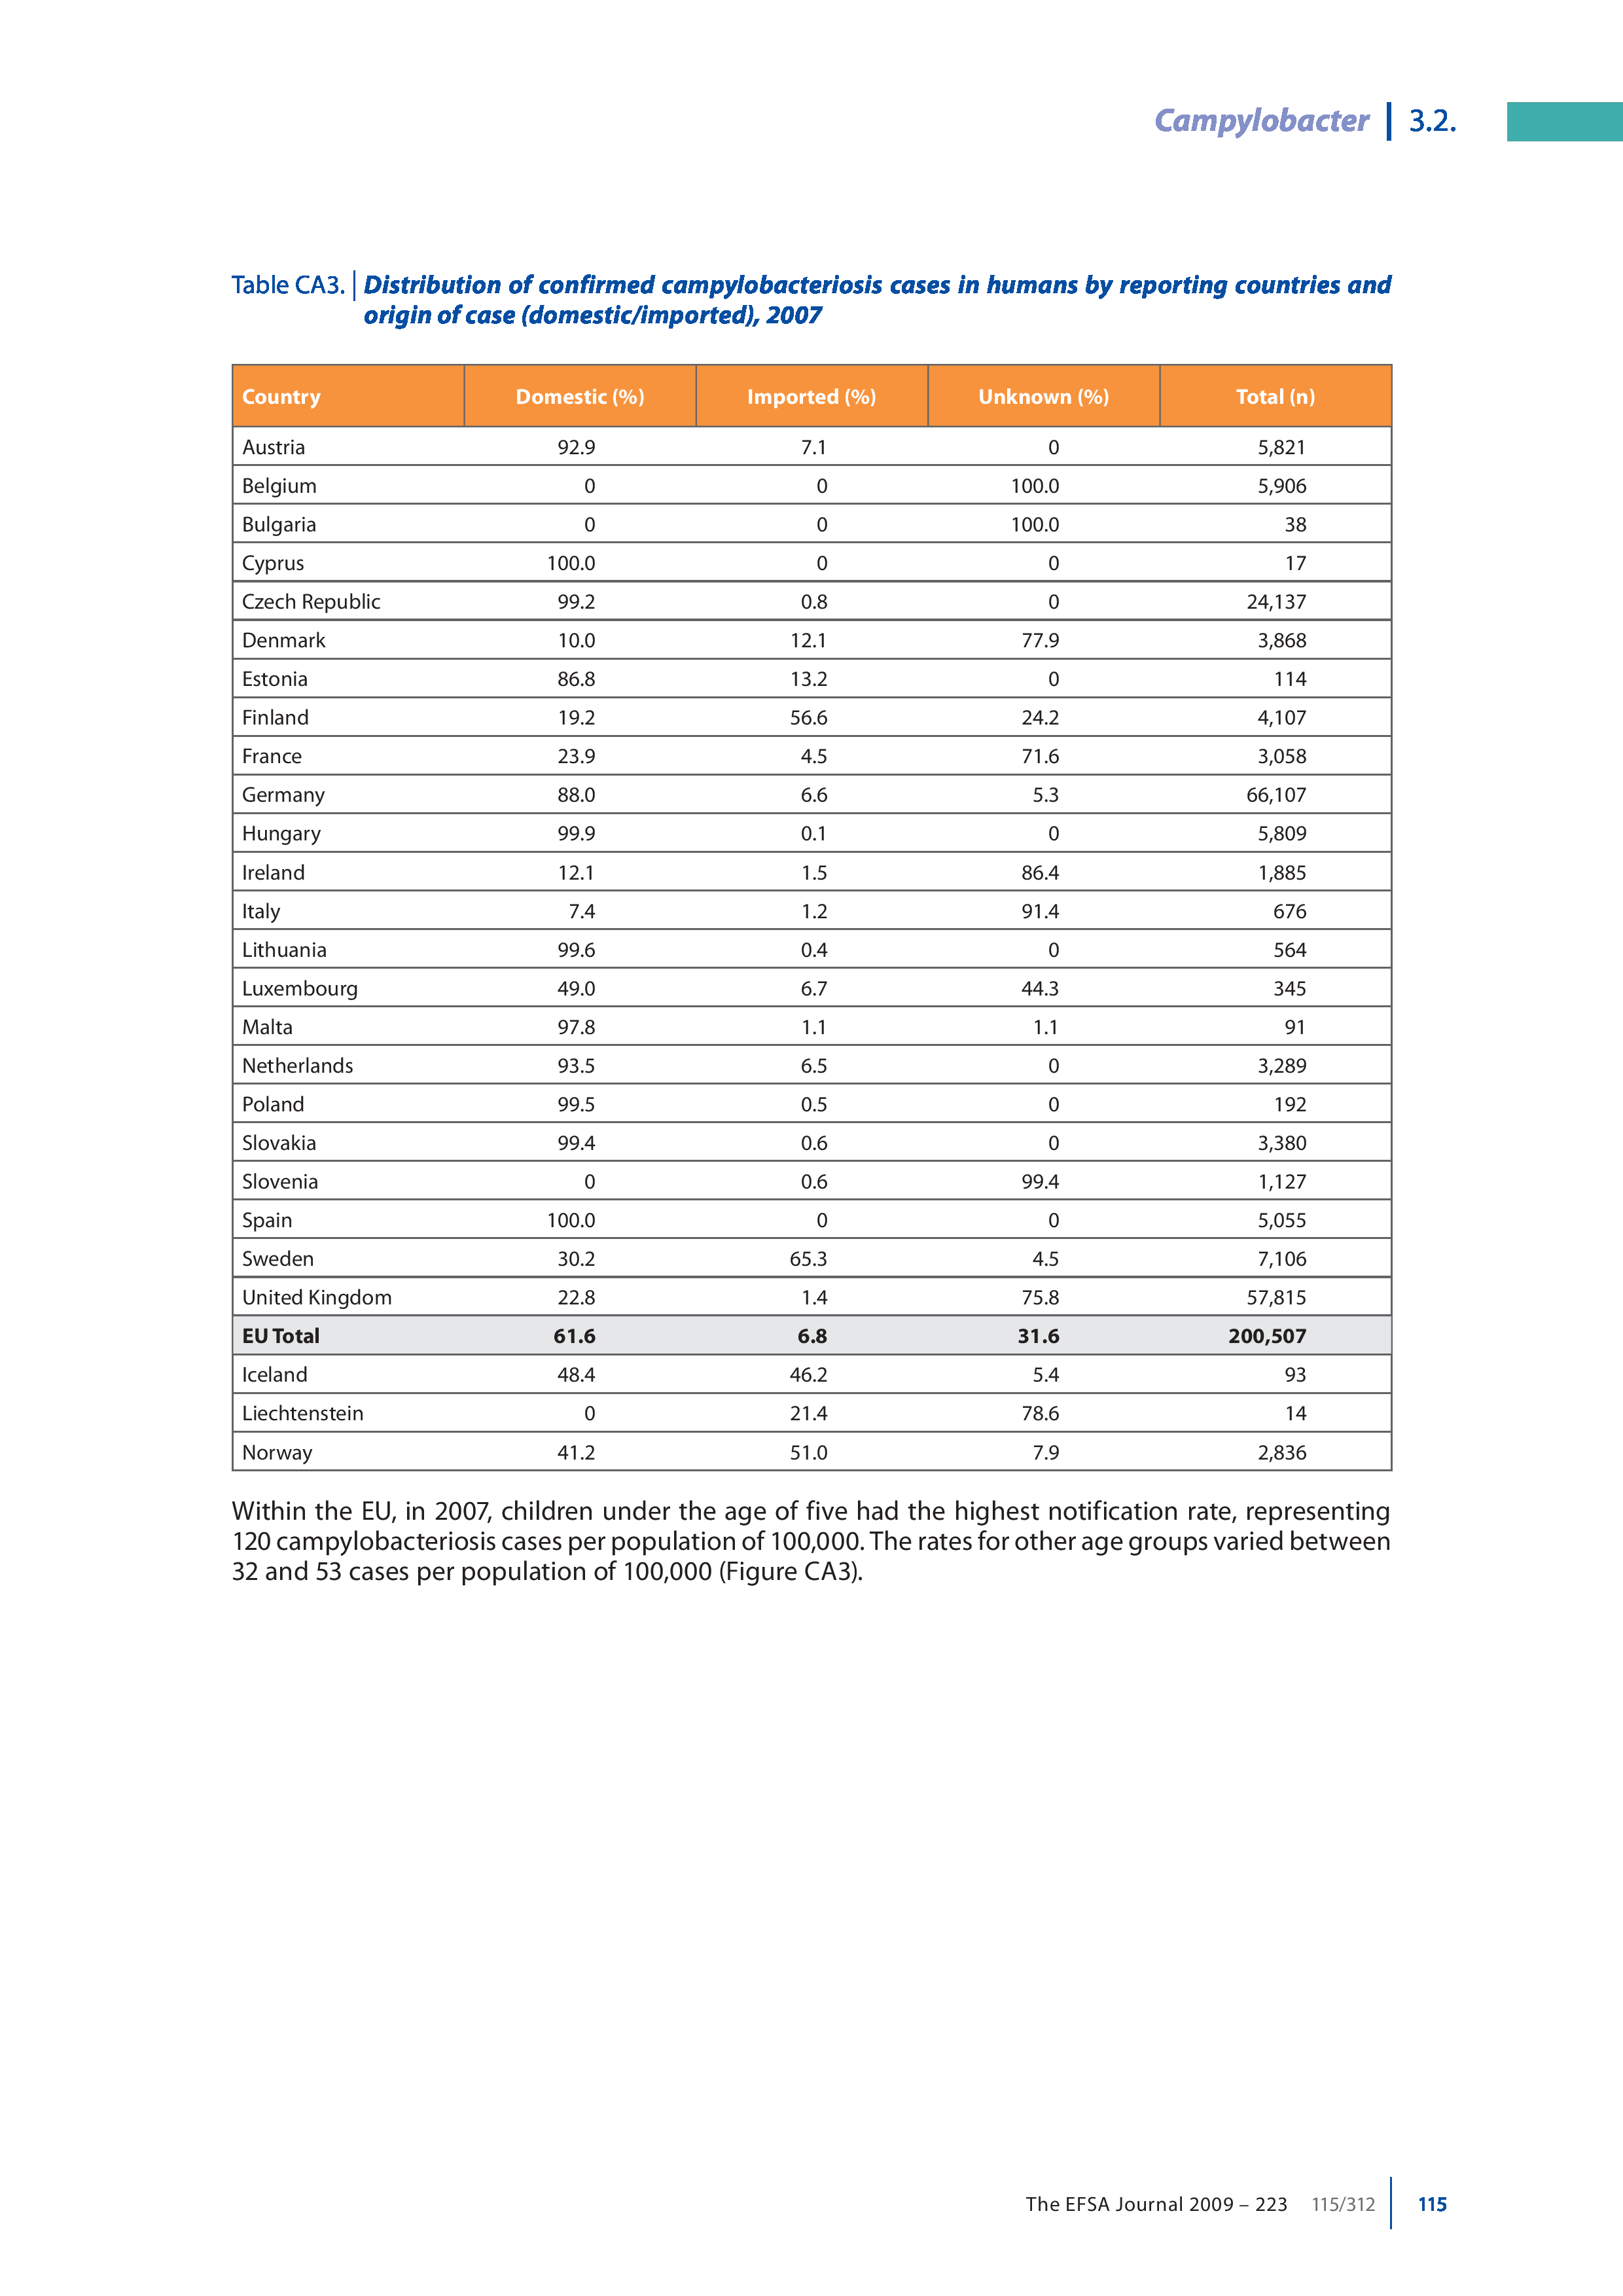 Campylobacter | 3.2.
Table CA3. | Distribution of confirmed campylobacteriosis cases in humans by reporting countries and
origin of case (domestic/imported), 2007
Country Domestic (%) Imported (%) Unknown (%) Total (n)
Austria 92.9 7.1 0 5,821
Belgium 0 0 100.0 5,906
Bulgaria 0 0 100.0 38
Cyprus 100.0 0 0 17
Czech Republic 99.2 0.8 0 24,137
Denmark 10.0 12.1 77.9 3,868
Estonia 86.8 13.2 0 114
Finland 19.2 56.6 24.2 4,107
France 23.9 4.5 71.6 3,058
Germany 88.0 6.6 5.3 66,107
Hungary 99.9 0.1 0 5,809
Ireland 12.1 1.5 86.4 1,885
Italy 7.4 1.2 91.4 676
Lithuania 99.6 0.4 0 564
Luxembourg 49.0 6.7 44.3 345
Malta 97.8 1.1 1.1 91
Netherlands 93.5 6.5 0 3,289
Poland 99.5 0.5 0 192
Slovakia 99.4 0.6 0 3,380
Slovenia 0 0.6 99.4 1,127
Spain 100.0 0 0 5,055
Sweden 30.2 65.3 4.5 7,106
United Kingdom 22.8 1.4 75.8 57,815
EU Total 61.6 6.8 31.6 200,507
Iceland 48.4 46.2 5.4 93
Liechtenstein 0 21.4 78.6 14
Norway 41.2 51.0 7.9 2,836
Within the EU, in 2007, children under the age of five had the highest notification rate, representing
120 campylobacteriosis cases per population of 100,000. The rates for other age groups varied between
32 and 53 cases per population of 100,000 (Figure CA3).
The EFSA Journal 2009 – 223 115/312 115